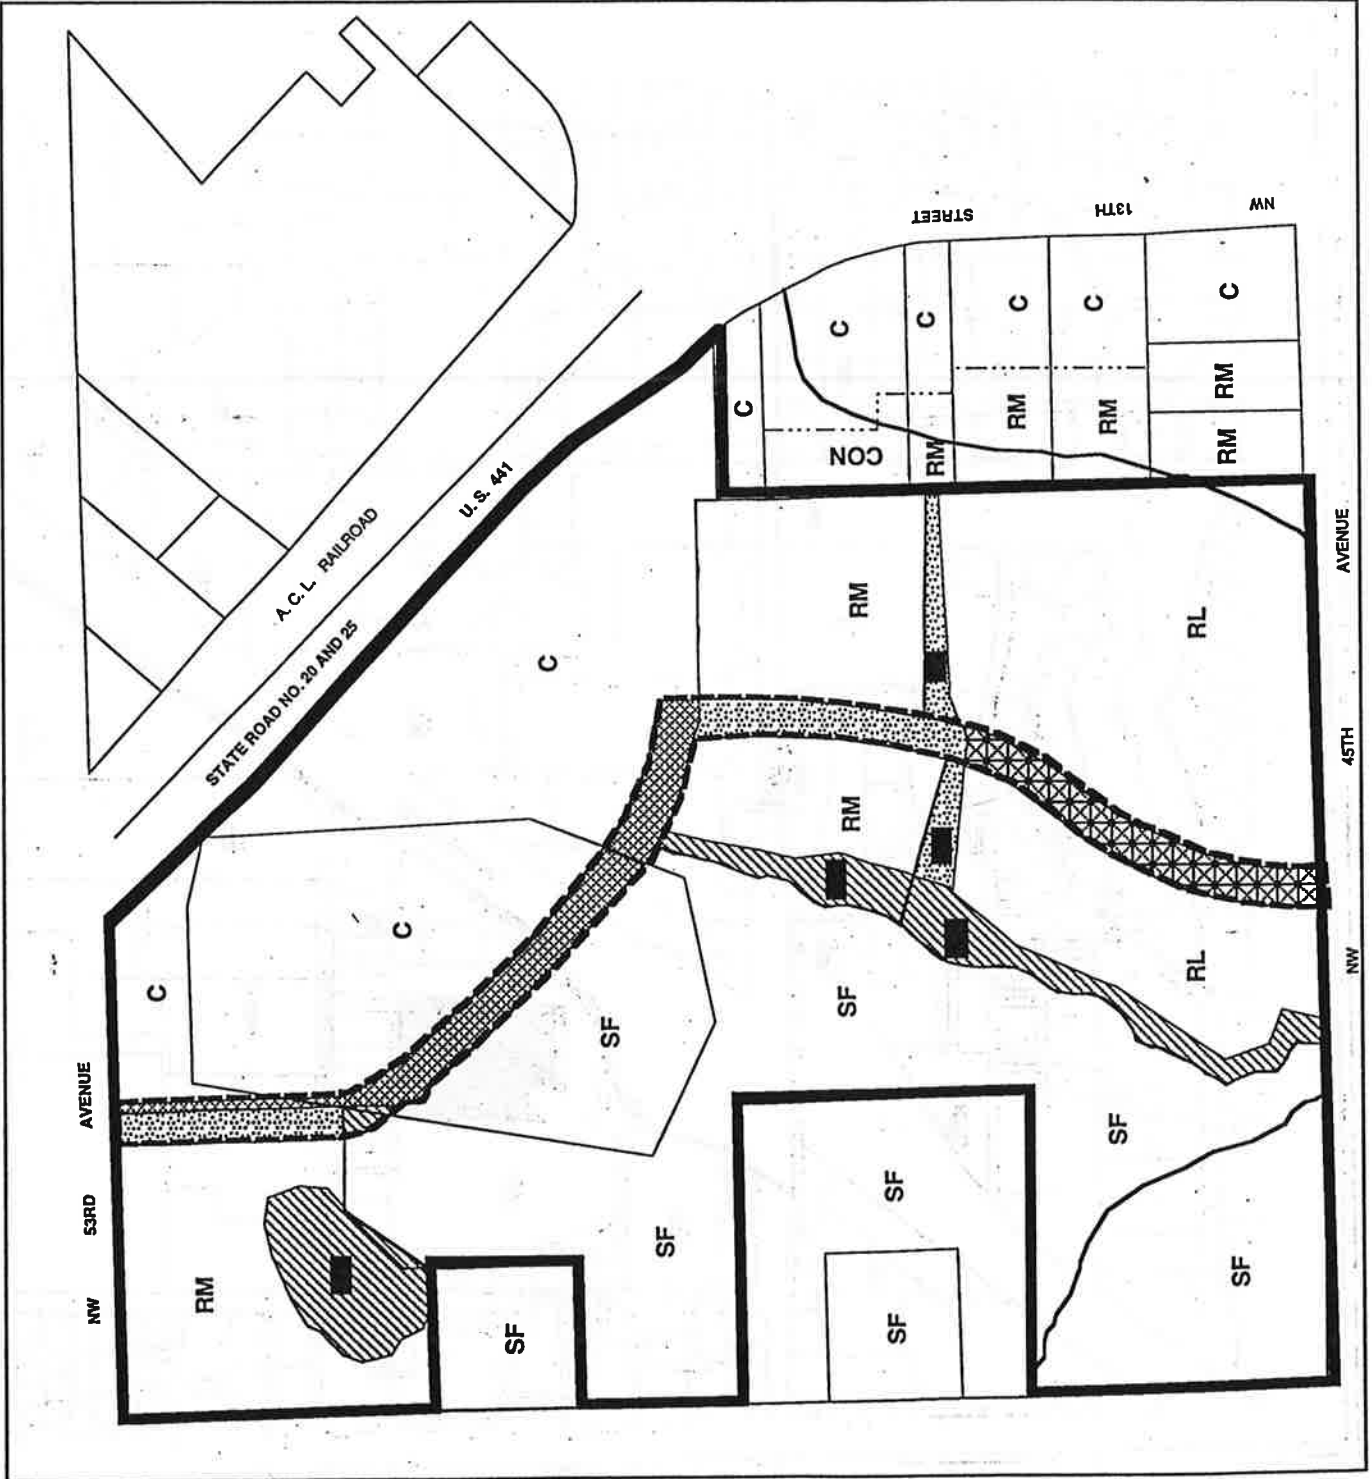 NW 13TH STREET
A. C. L. RAILROAD
U. S. 441
STATE ROAD NO. 20 AND 25
C
C
C
C
C
C
CON
RM
RM
RM
RM
RM
C
RM
RL
RM
C
C
SF
SF
RL
NW 53RD AVENUE
RM
SF
SF
SF
SF
SF
SF
NW 45TH AVENUE